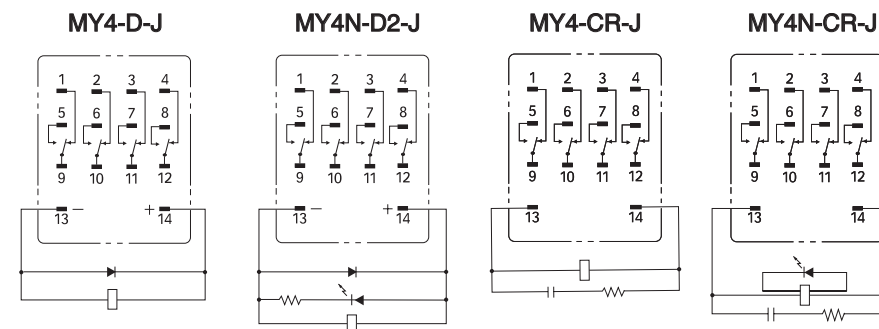 MY4-D-J MY4N-D2-J MY4-CR-J MY4N-CR-J
1 2 3 4 1 2 3 4 1 2 3 4 1 2 3 4
5 6 7 8 5 6 7 8 5 6 7 8 5 6 7 8
9 10 11 12 9 10 11 12 9 10 11 12 9 10 11 12
13 − + 14 13 − + 14 13 14 13 14